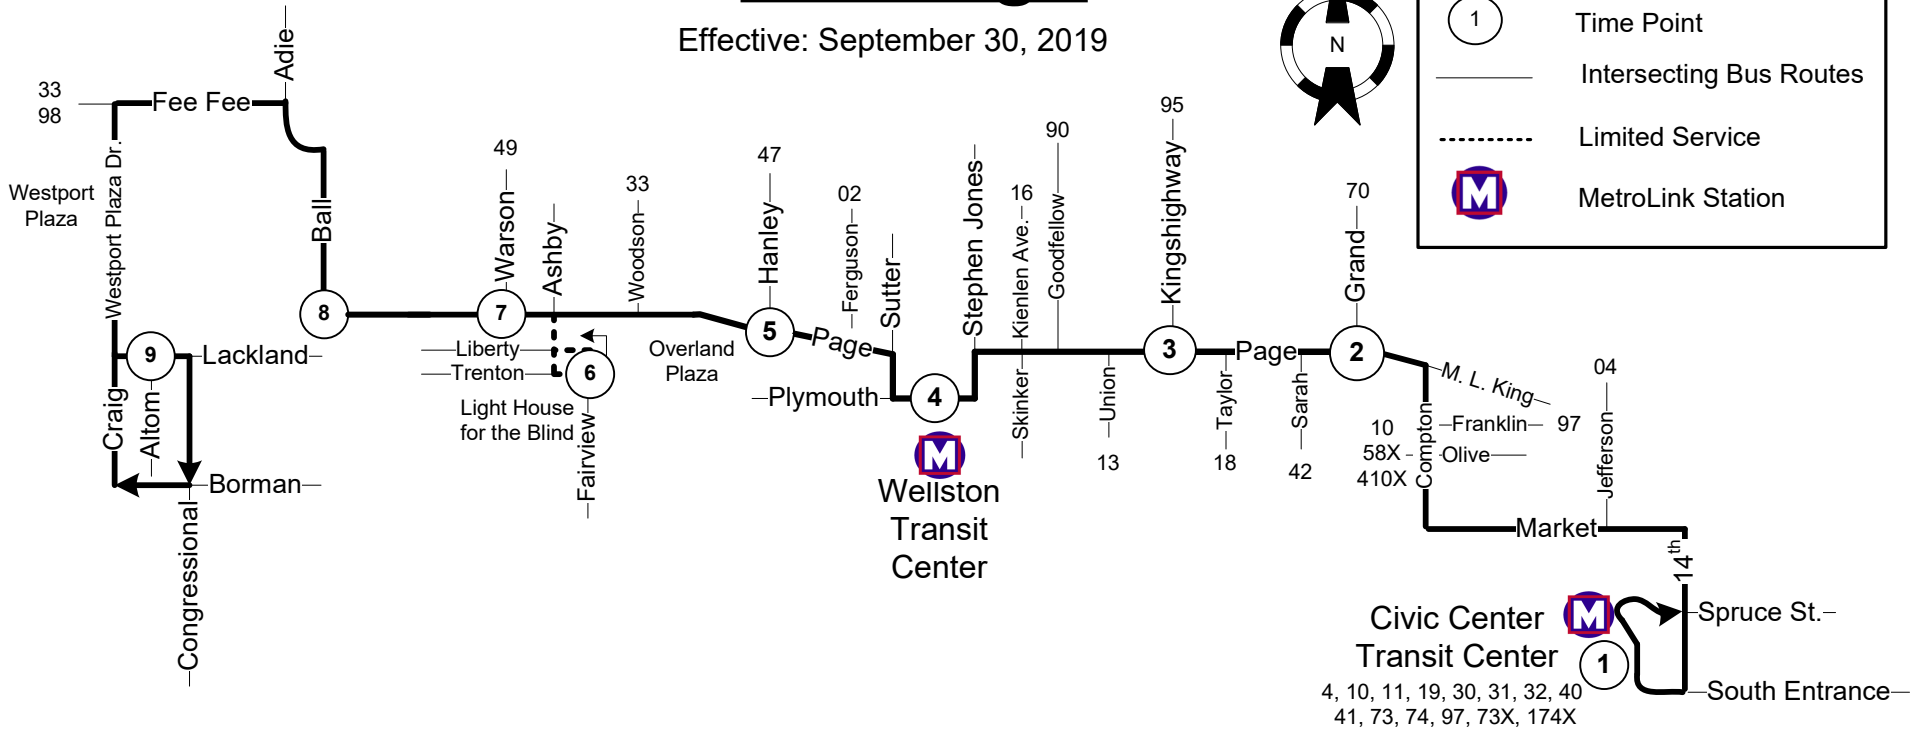 Effective: September 30, 2019
N
1
Time Point
Intersecting Bus Routes
Limited Service
M
MetroLink Station
Adie
33
98
Fee Fee
Westport Plaza Dr.
Westport
Plaza
Ball
8
9
Lackland
Craig
Altom
Borman
Congressional
49
Warson
7
Ashby
Liberty
Trenton
6
Light House
for the Blind
Fairview
33
Woodson
Overland
Plaza
47
Hanley
5
02
Ferguson
Page
Sutter
Plymouth
4
M
Wellston
Transit
Center
Stephen Jones
16
Kienlen Ave.
Skinker
90
Goodfellow
Union
13
95
Kingshighway
3
Taylor
18
Page
Sarah
42
70
Grand
2
M. L. King
Franklin
97
10
58X
410X
Olive
Compton
04
Jefferson
Market
14th
Civic Center
Transit Center
M
1
4, 10, 11, 19, 30, 31, 32, 40
41, 73, 74, 97, 73X, 174X
Spruce St.
South Entrance